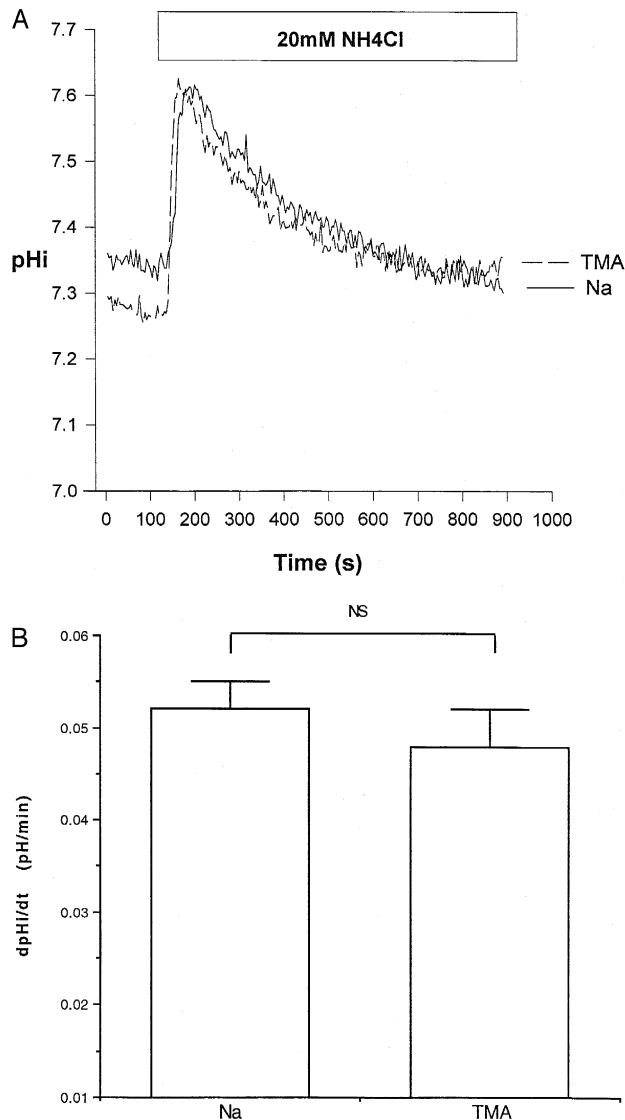 A
20mM NH4Cl
7.7
7.6
7.5
7.4
pHi
7.3
7.2
7.1
7.0
TMA
Na
0 100 200 300 400 500 600 700 800 900 1000
Time (s)
B
NS
0.06
0.05
0.04
0.03
0.02
0.01
dpHi/dt (pH/min)
Na TMA